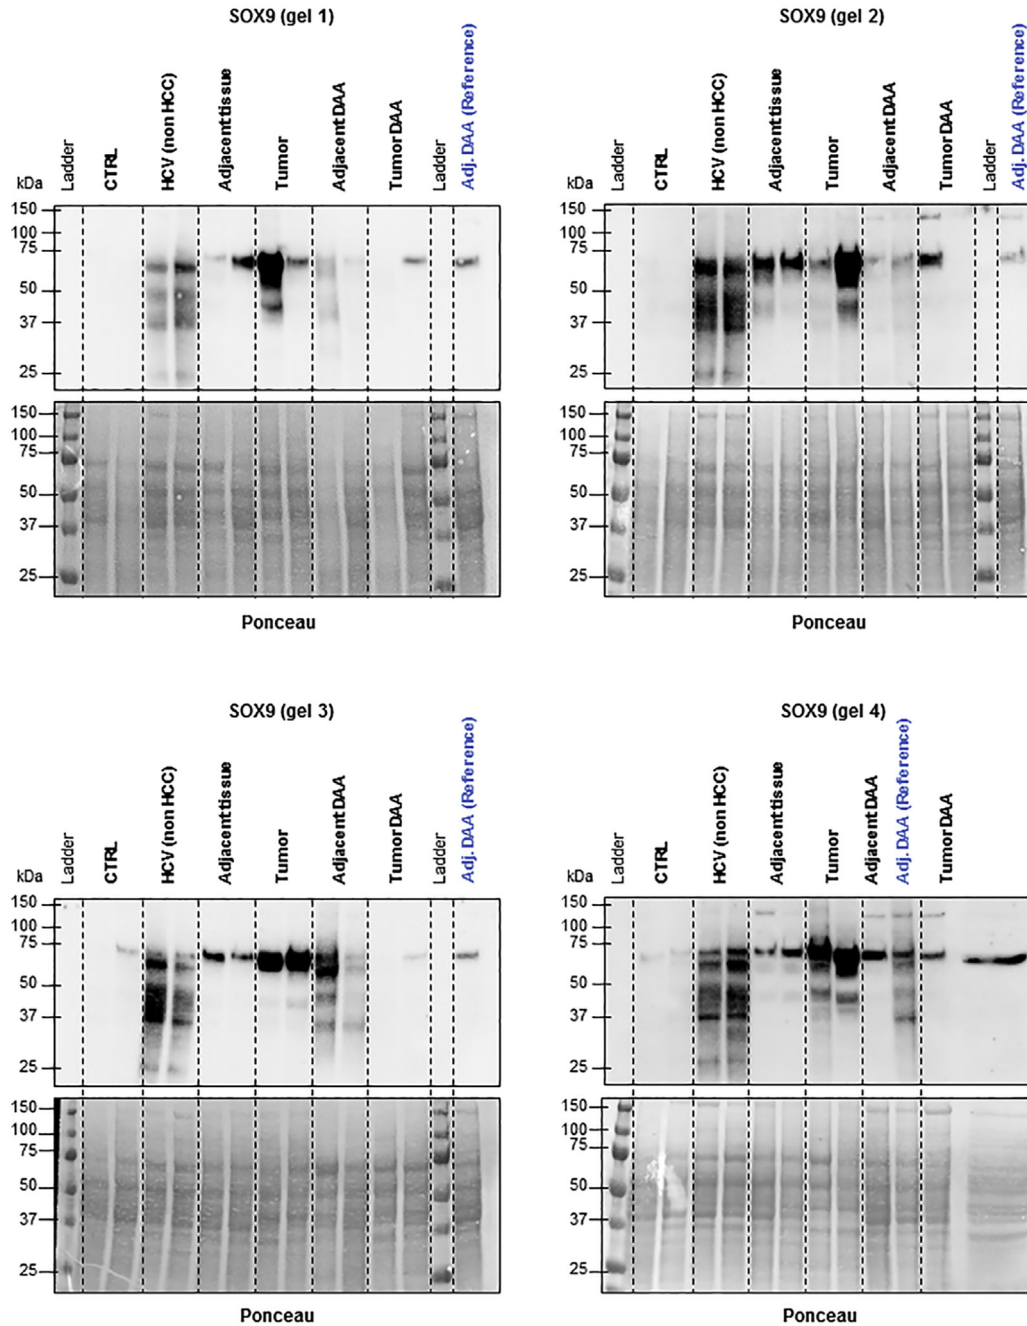 SOX9 (gel 1)
kDa
Ladder
CTRL
HCV (non HCC)
Adjacent tissue
Tumor
Adjacent DAA
Tumor DAA
Ladder
Adj. DAA (Reference)
150
100
75
50
37
25
150
100
75
50
37
25
Ponceau
SOX9 (gel 2)
kDa
Ladder
CTRL
HCV (non HCC)
Adjacent tissue
Tumor
Adjacent DAA
Tumor DAA
Ladder
Adj. DAA (Reference)
150
100
75
50
37
25
150
100
75
50
37
25
Ponceau
SOX9 (gel 3)
kDa
Ladder
CTRL
HCV (non HCC)
Adjacent tissue
Tumor
Adjacent DAA
Tumor DAA
Ladder
Adj. DAA (Reference)
150
100
75
50
37
25
150
100
75
50
37
25
Ponceau
SOX9 (gel 4)
kDa
Ladder
CTRL
HCV (non HCC)
Adjacent tissue
Tumor
Adjacent DAA
Adj. DAA (Reference)
Tumor DAA
150
100
75
50
37
25
150
100
75
50
37
25
Ponceau